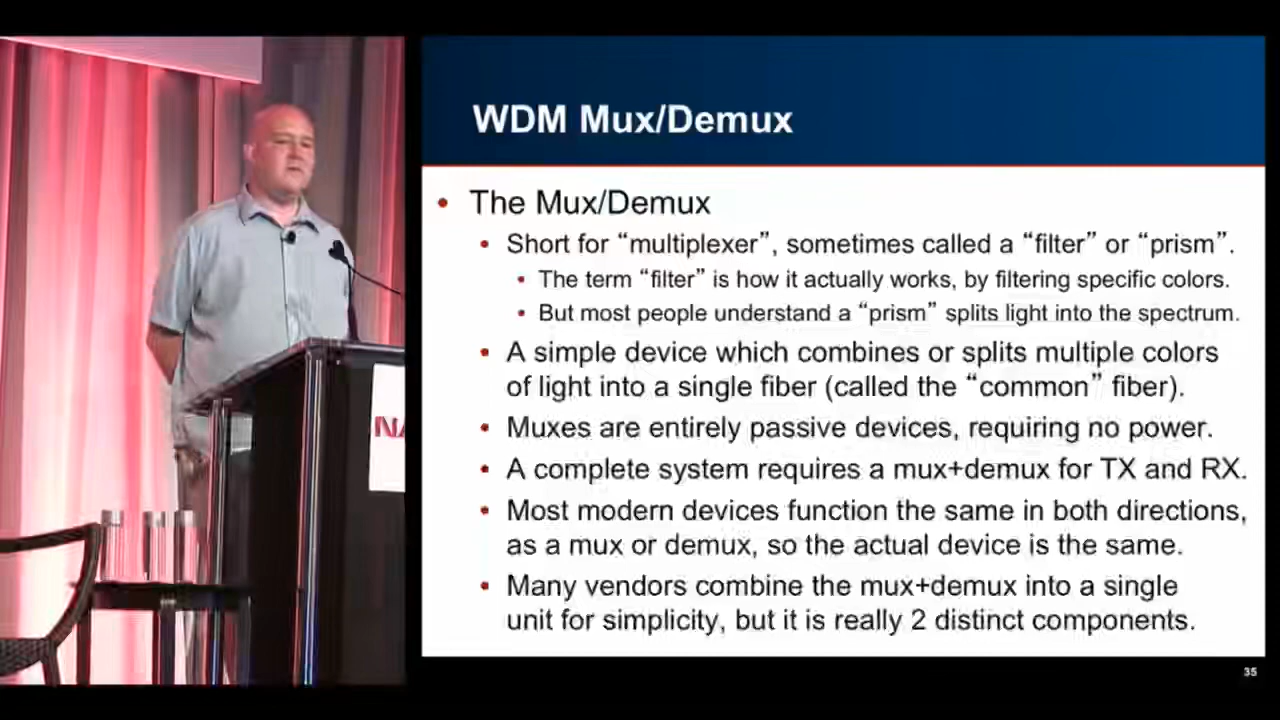 WDM Mux/Demux
• The Mux/Demux
• Short for “multiplexer”, sometimes called a “filter” or “prism”.
• The term “filter” is how it actually works, by filtering specific colors.
• But most people understand a “prism” splits light into the spectrum.
• A simple device which combines or splits multiple colors
of light into a single fiber (called the “common” fiber).
• Muxes are entirely passive devices, requiring no power.
• A complete system requires a mux+demux for TX and RX.
• Most modern devices function the same in both directions,
as a mux or demux, so the actual device is the same.
• Many vendors combine the mux+demux into a single
unit for simplicity, but it is really 2 distinct components.
35
NA